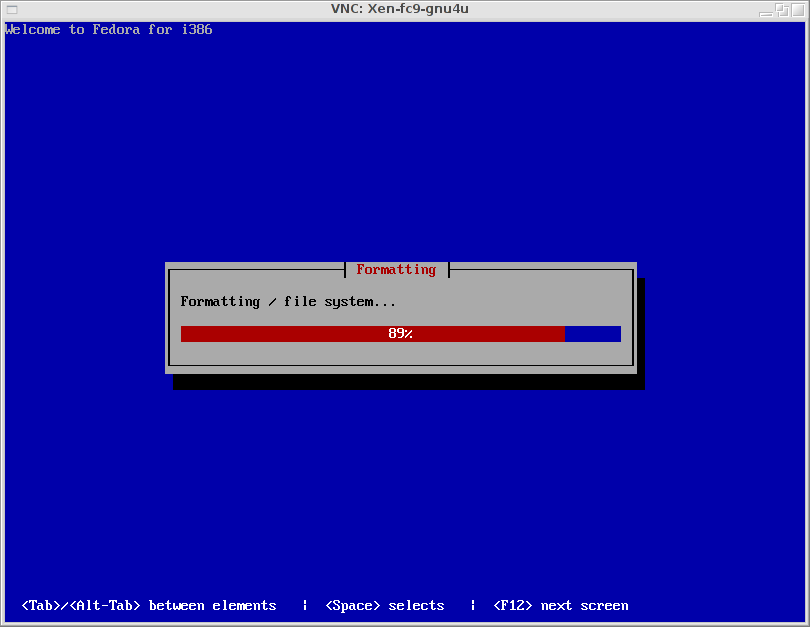 VNC: Xen-fc9-gnu4u
Welcome to Fedora for i386
Formatting
Formatting / file system...
89%
<Tab>/<Alt-Tab> between elements | <Space> selects | <F12> next screen